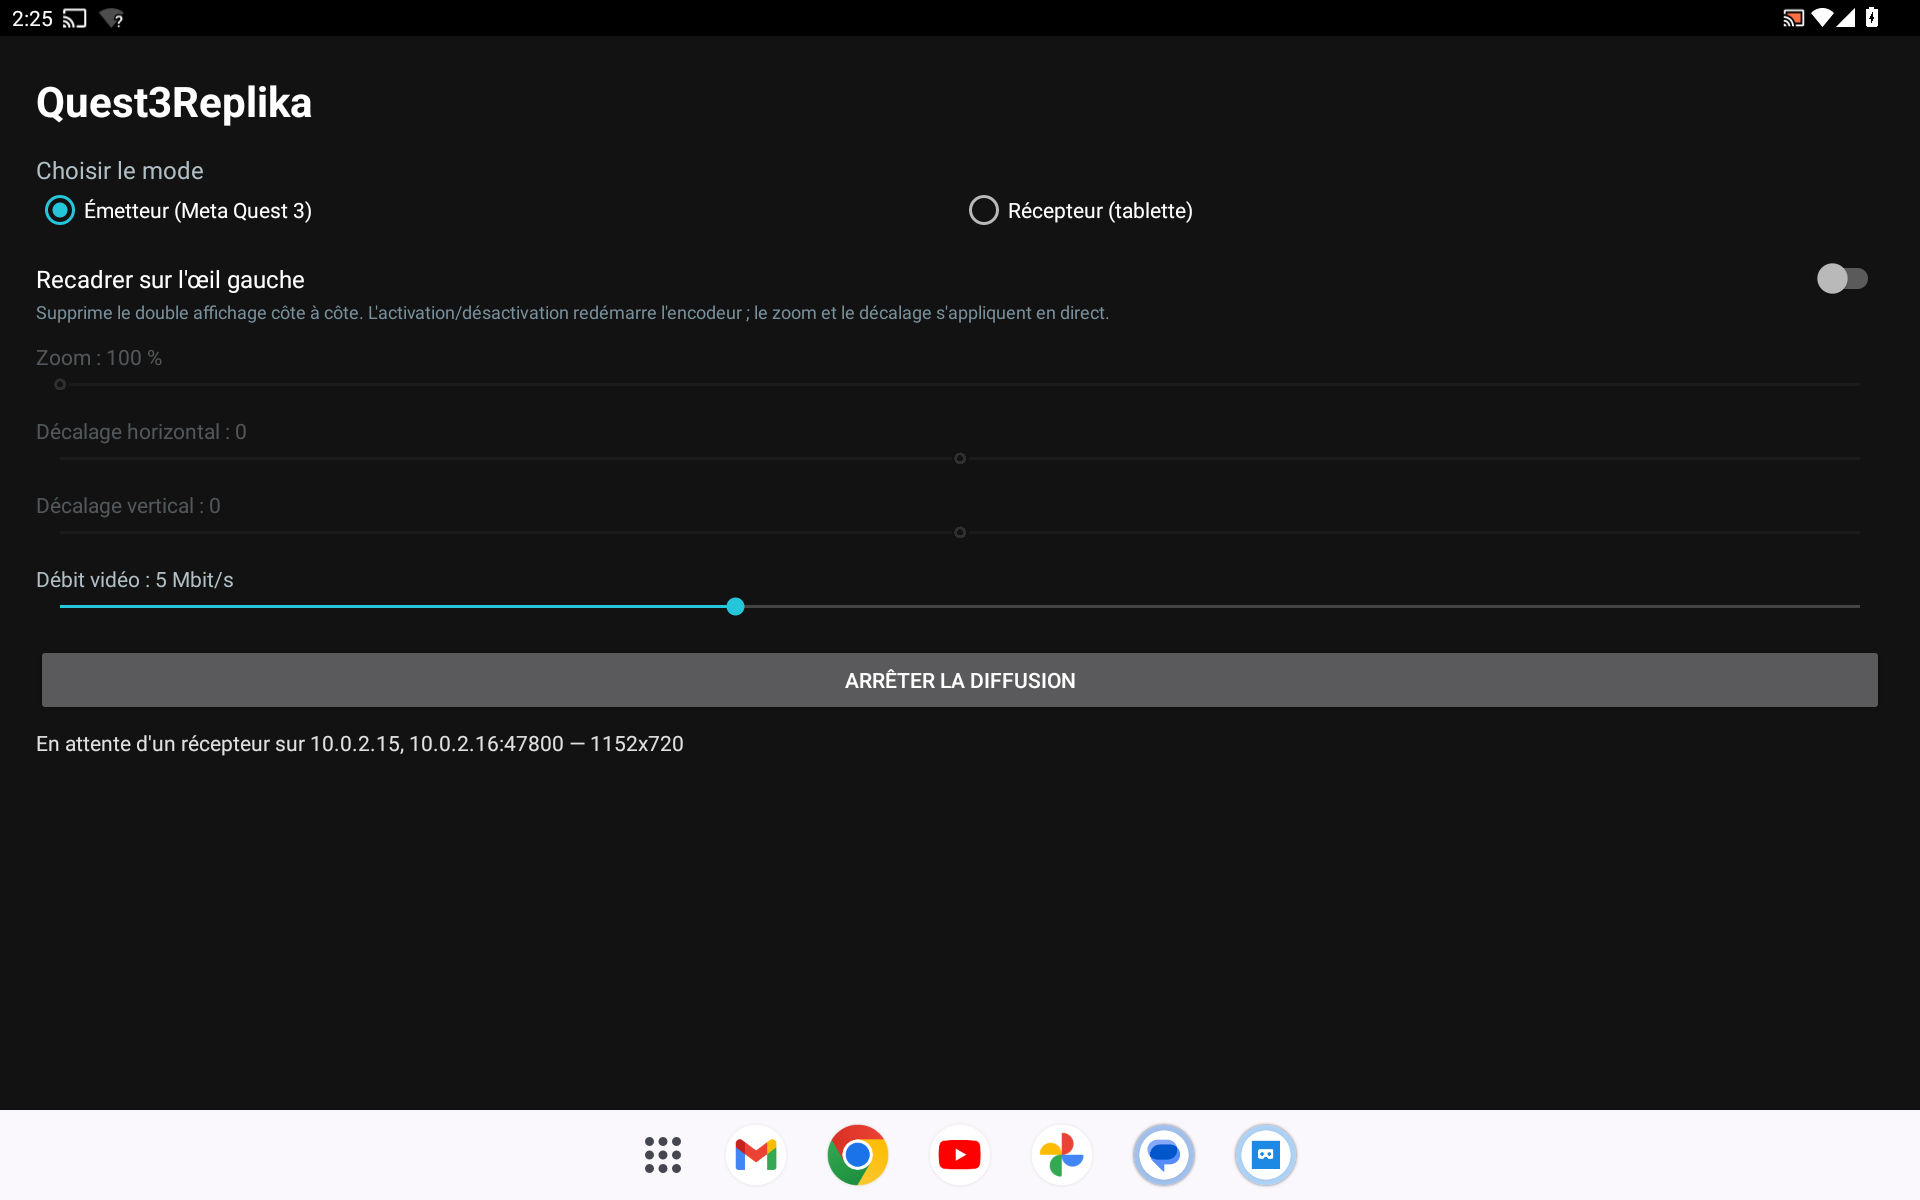 2:25
Quest3Replika
Choisir le mode
Émetteur (Meta Quest 3)
Récepteur (tablette)
Recadrer sur l'œil gauche
Supprime le double affichage côte à côte. L'activation/désactivation redémarre l'encodeur ; le zoom et le décalage s'appliquent en direct.
Zoom : 100 %
Décalage horizontal : 0
Décalage vertical : 0
Débit vidéo : 5 Mbit/s
ARRÊTER LA DIFFUSION
En attente d'un récepteur sur 10.0.2.15, 10.0.2.16:47800 — 1152x720